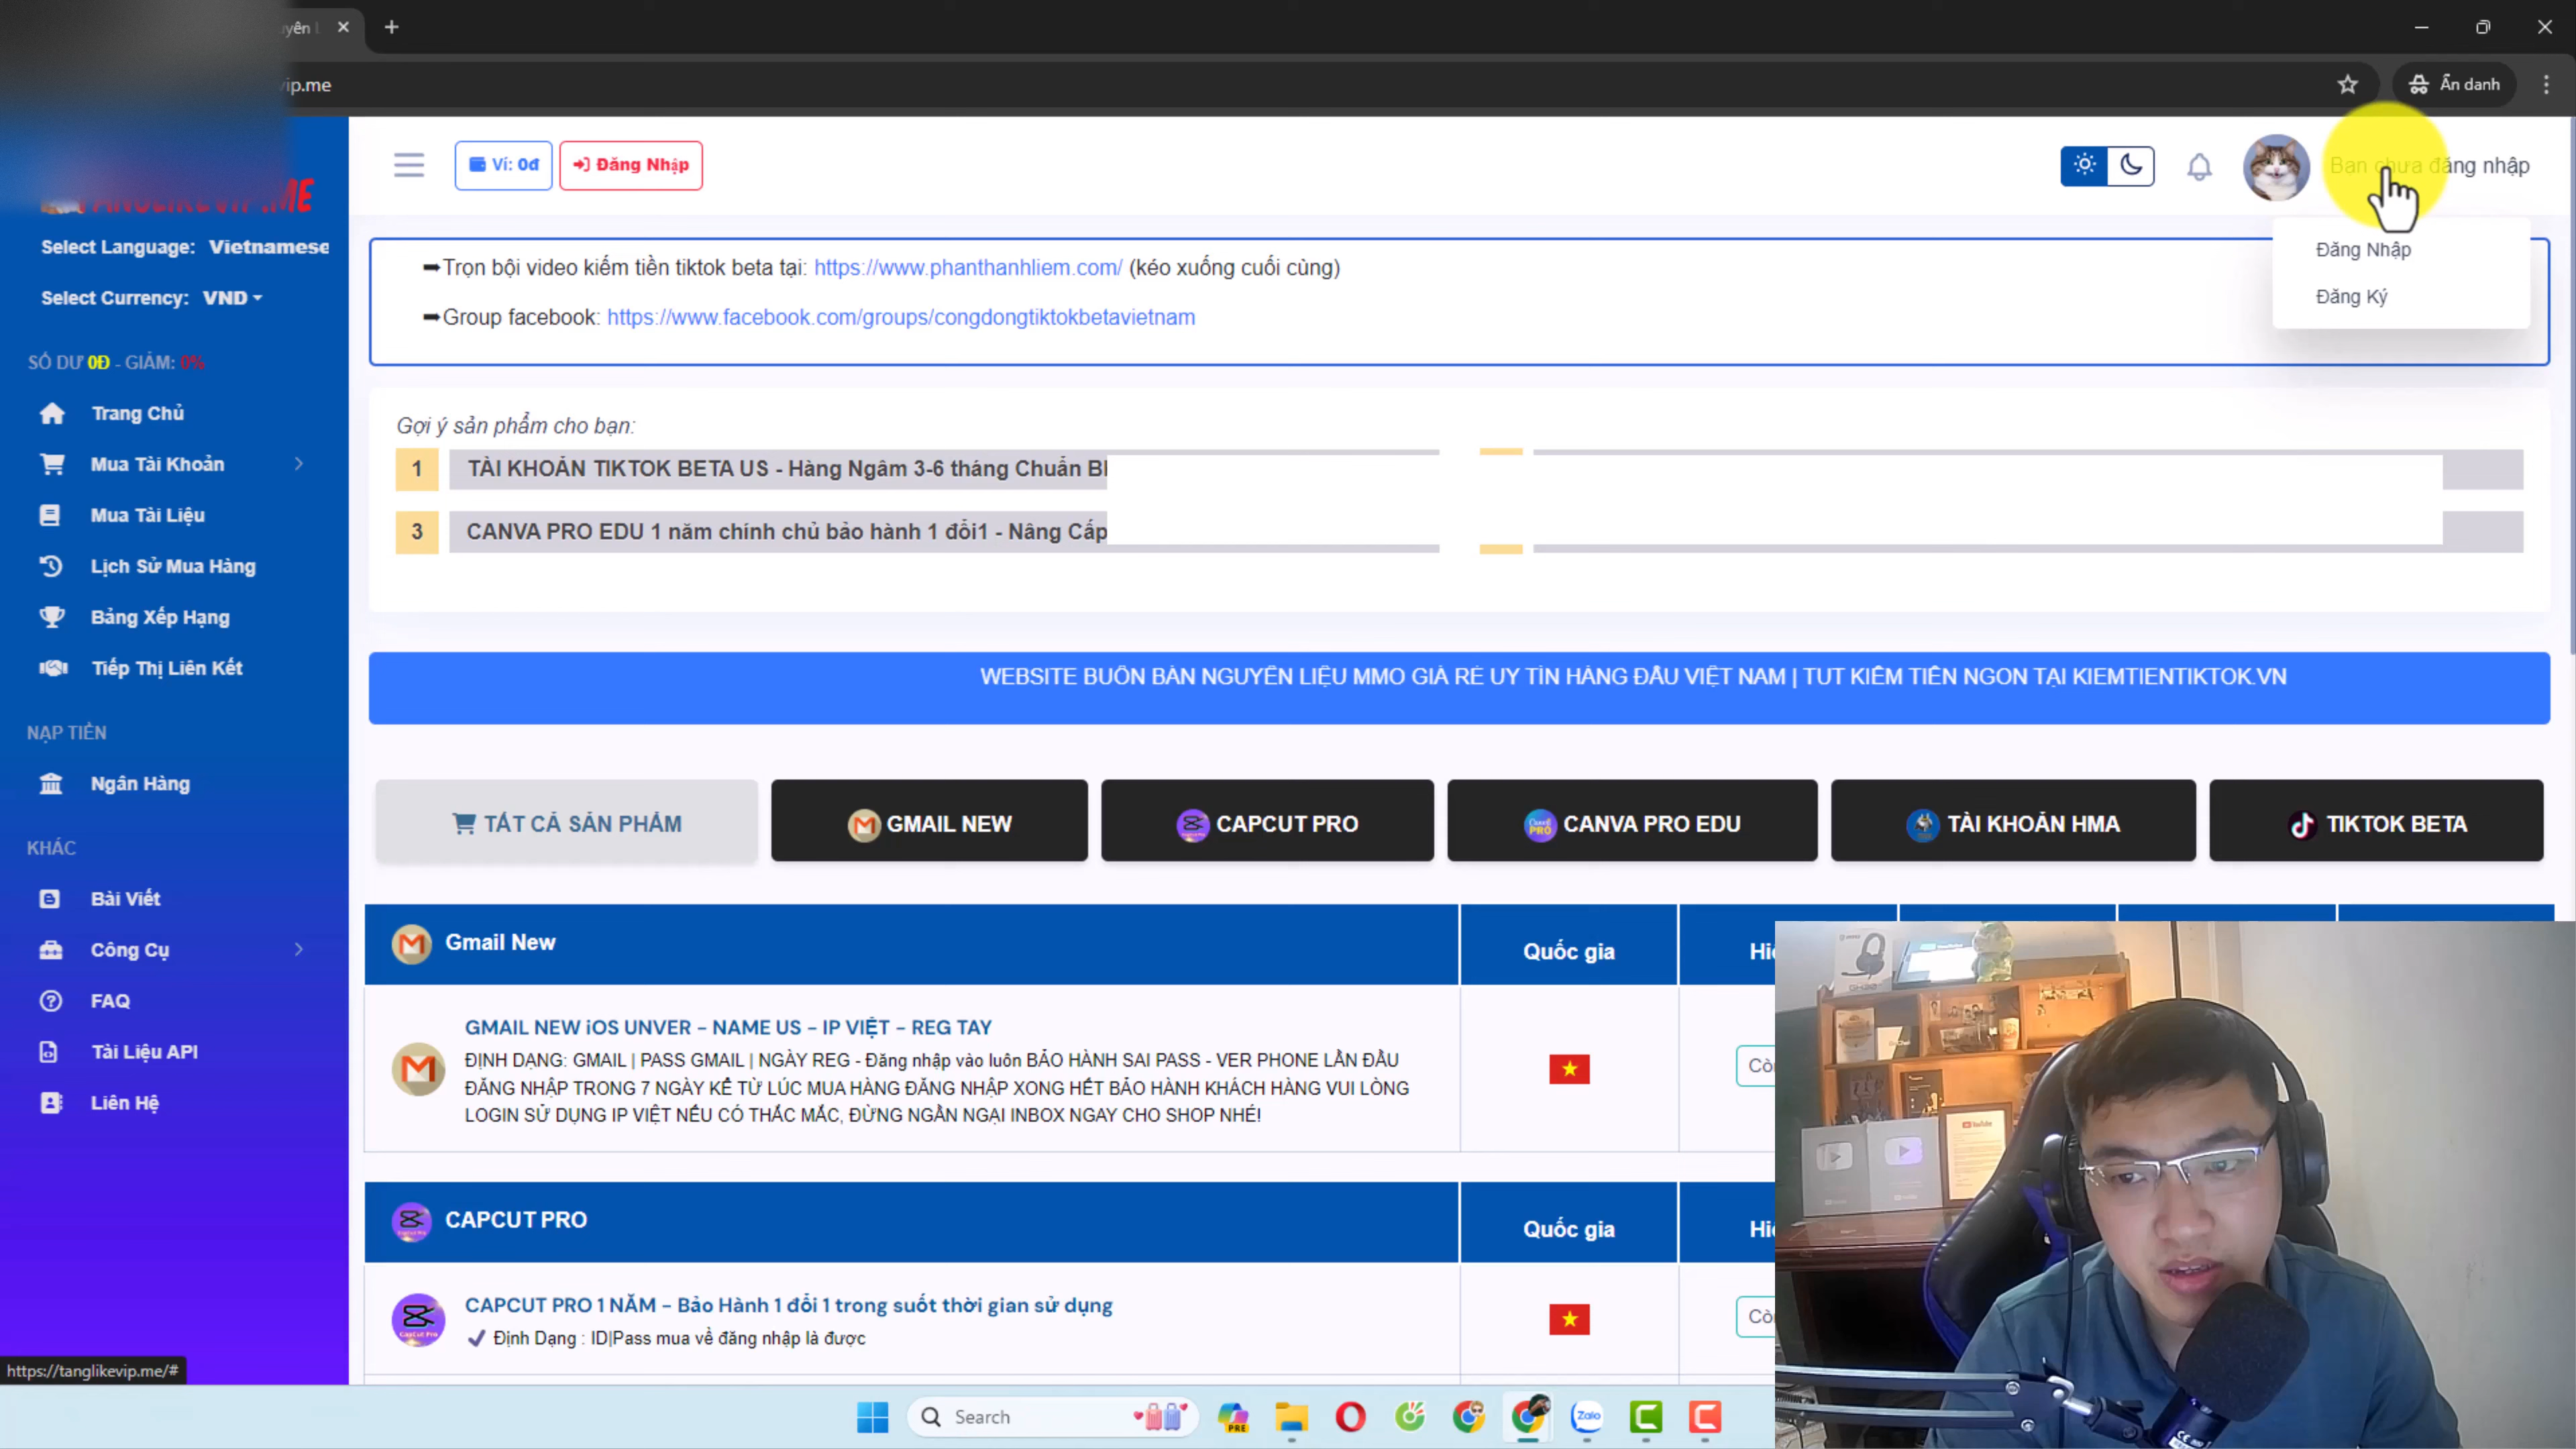 vip.me
Ẩn danh
Ví: 0đ
Đăng Nhập
Bạn chưa đăng nhập
TANGLIKEVIP.ME
Select Language: Vietnamese
Select Currency: VND
SỐ DƯ 0Đ - GIẢM: 0%
Trang Chủ
Mua Tài Khoản
Mua Tài Liệu
Lịch Sử Mua Hàng
Bảng Xếp Hạng
Tiếp Thị Liên Kết
NẠP TIỀN
Ngân Hàng
KHÁC
Bài Viết
Công Cụ
FAQ
Tài Liệu API
Liên Hệ
Đăng Nhập
Đăng Ký
➡Trọn bội video kiếm tiền tiktok beta tại: https://www.phanthanhliem.com/ (kéo xuống cuối cùng)
➡Group facebook: https://www.facebook.com/groups/congdongtiktokbetavietnam
Gợi ý sản phẩm cho bạn:
1 TÀI KHOẢN TIKTOK BETA US - Hàng Ngâm 3-6 tháng Chuẩn
3 CANVA PRO EDU 1 năm chính chủ bảo hành 1 đổi1 - Nâng Cấp
WEBSITE BUÔN BÁN NGUYÊN LIỆU MMO GIÁ RẺ UY TÍN HÀNG ĐẦU VIỆT NAM | TUT KIẾM TIỀN NGON TẠI KIEMTIENTIKTOK.VN
TẤT CẢ SẢN PHẨM
GMAIL NEW
CAPCUT PRO
CANVA PRO EDU
TÀI KHOẢN HMA
TIKTOK BETA
Gmail New
Quốc gia
GMAIL NEW iOS UNVER - NAME US - IP VIỆT - REG TAY
ĐỊNH DẠNG: GMAIL | PASS GMAIL | NGÀY REG - Đăng nhập vào luôn BẢO HÀNH SAI PASS - VER PHONE LẦN ĐẦU
ĐĂNG NHẬP TRONG 7 NGÀY KỂ TỪ LÚC MUA HÀNG ĐĂNG NHẬP XONG HẾT BẢO HÀNH KHÁCH HÀNG VUI LÒNG
LOGIN SỬ DỤNG IP VIỆT NẾU CÓ THẮC MẮC, ĐỪNG NGẦN NGẠI INBOX NGAY CHO SHOP NHÉ!
CAPCUT PRO
Quốc gia
CAPCUT PRO 1 NĂM - Bảo Hành 1 đổi 1 trong suốt thời gian sử dụng
✔ Định Dạng : ID|Pass mua về đăng nhập là được
https://tanglikevip.me/#
Search
PRE
Zalo